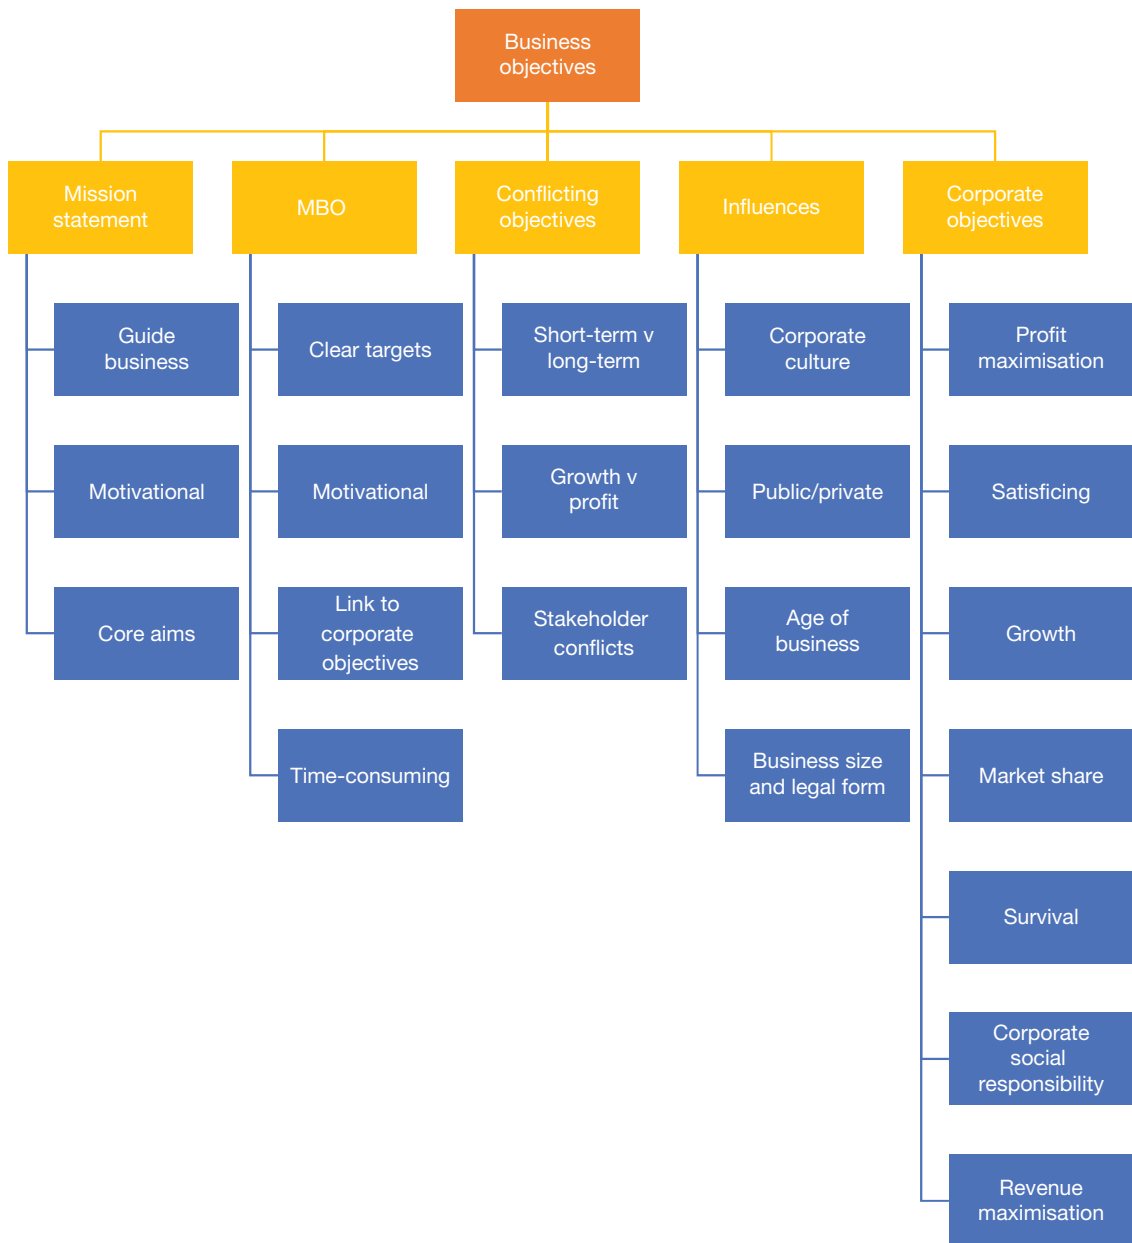 Business
objectives
Mission
statement
MBO
Conflicting
objectives
Influences
Corporate
objectives
Guide
business
Motivational
Core aims
Clear targets
Motivational
Link to
corporate
objectives
Time-consuming
Short-term v
long-term
Growth v
profit
Stakeholder
conflicts
Corporate
culture
Public/private
Age of
business
Business size
and legal form
Profit
maximisation
Satisficing
Growth
Market share
Survival
Corporate
social
responsibility
Revenue
maximisation